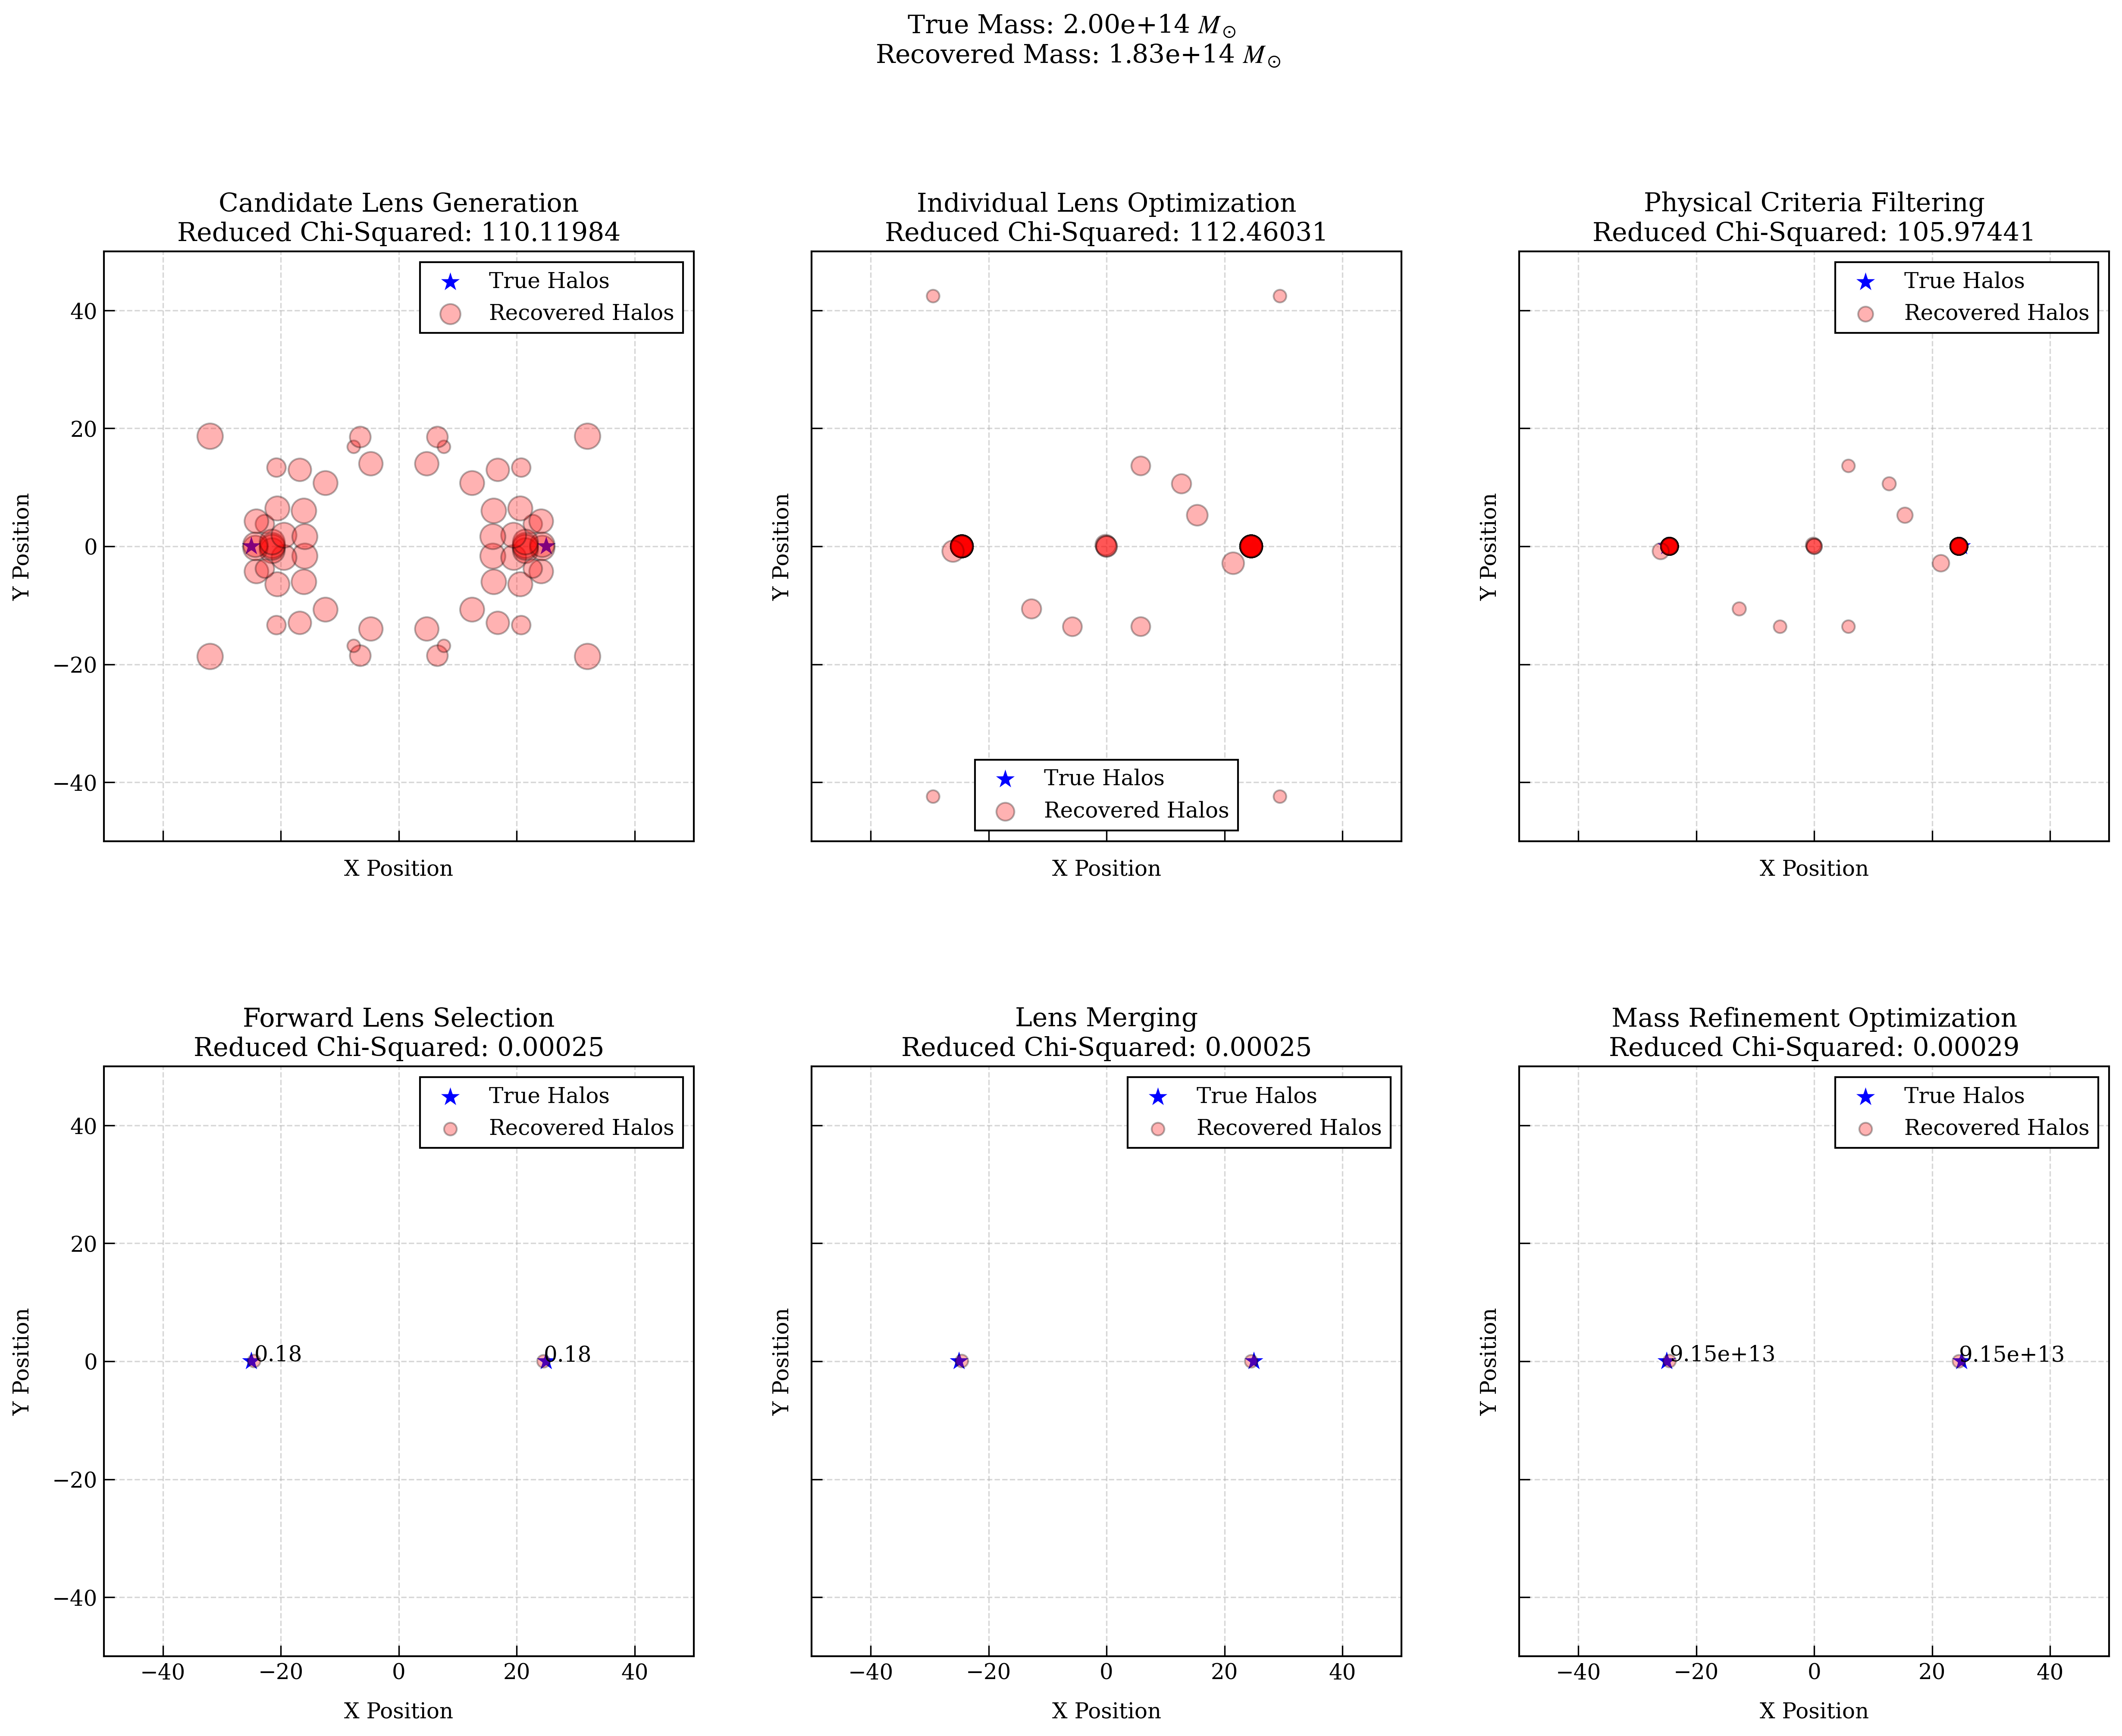 True Mass: 2.00e+14 M⊙
Recovered Mass: 1.83e+14 M⊙
Candidate Lens Generation
Reduced Chi-Squared: 110.11984
True Halos
Recovered Halos
40
20
0
−20
−40
Y Position
X Position
Individual Lens Optimization
Reduced Chi-Squared: 112.46031
True Halos
Recovered Halos
Y Position
X Position
Physical Criteria Filtering
Reduced Chi-Squared: 105.97441
True Halos
Recovered Halos
Y Position
X Position
Forward Lens Selection
Reduced Chi-Squared: 0.00025
True Halos
Recovered Halos
40
20
0
−20
−40
0.18
0.18
Y Position
−40 −20 0 20 40
X Position
Lens Merging
Reduced Chi-Squared: 0.00025
True Halos
Recovered Halos
Y Position
−40 −20 0 20 40
X Position
Mass Refinement Optimization
Reduced Chi-Squared: 0.00029
True Halos
Recovered Halos
9.15e+13
9.15e+13
Y Position
−40 −20 0 20 40
X Position